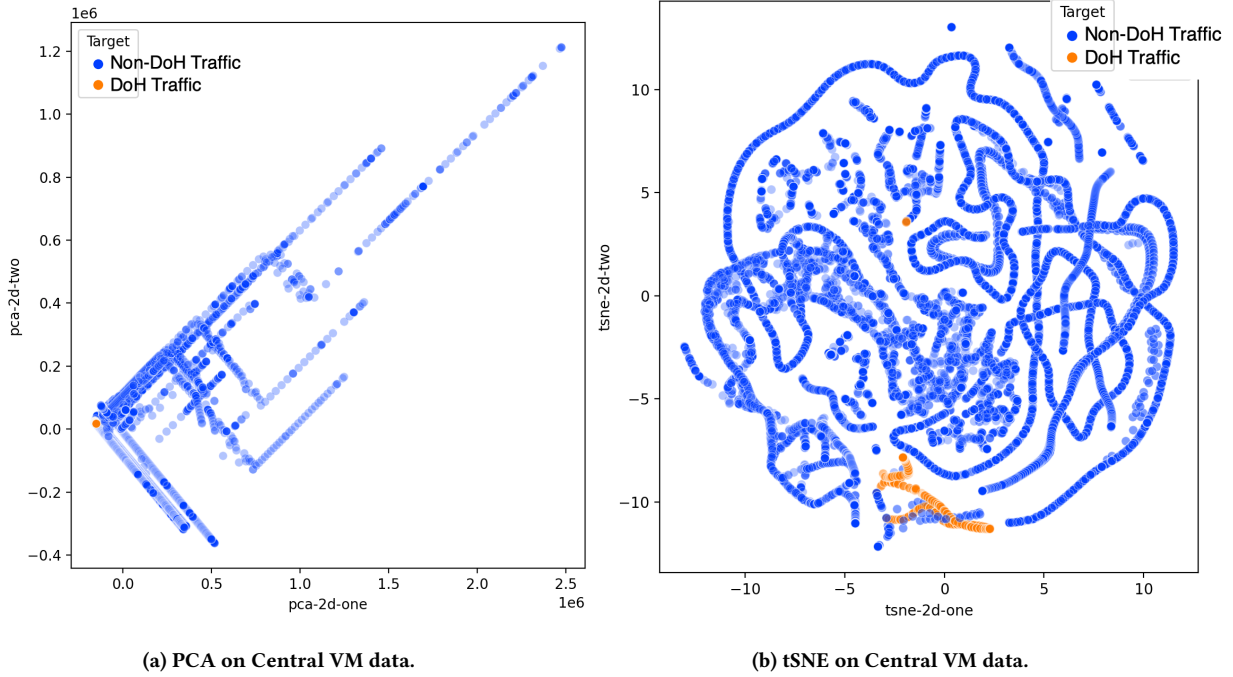 1e6
Target
Non-DoH Traffic
DoH Traffic
1.2
1.0
0.8
0.6
0.4
0.2
0.0
−0.2
−0.4
pca-2d-two
0.0 0.5 1.0 1.5 2.0 2.5
1e6
pca-2d-one
(a) PCA on Central VM data.
Target
Non-DoH Traffic
DoH Traffic
10
5
0
−5
−10
tsne-2d-two
−10 −5 0 5 10
tsne-2d-one
(b) tSNE on Central VM data.